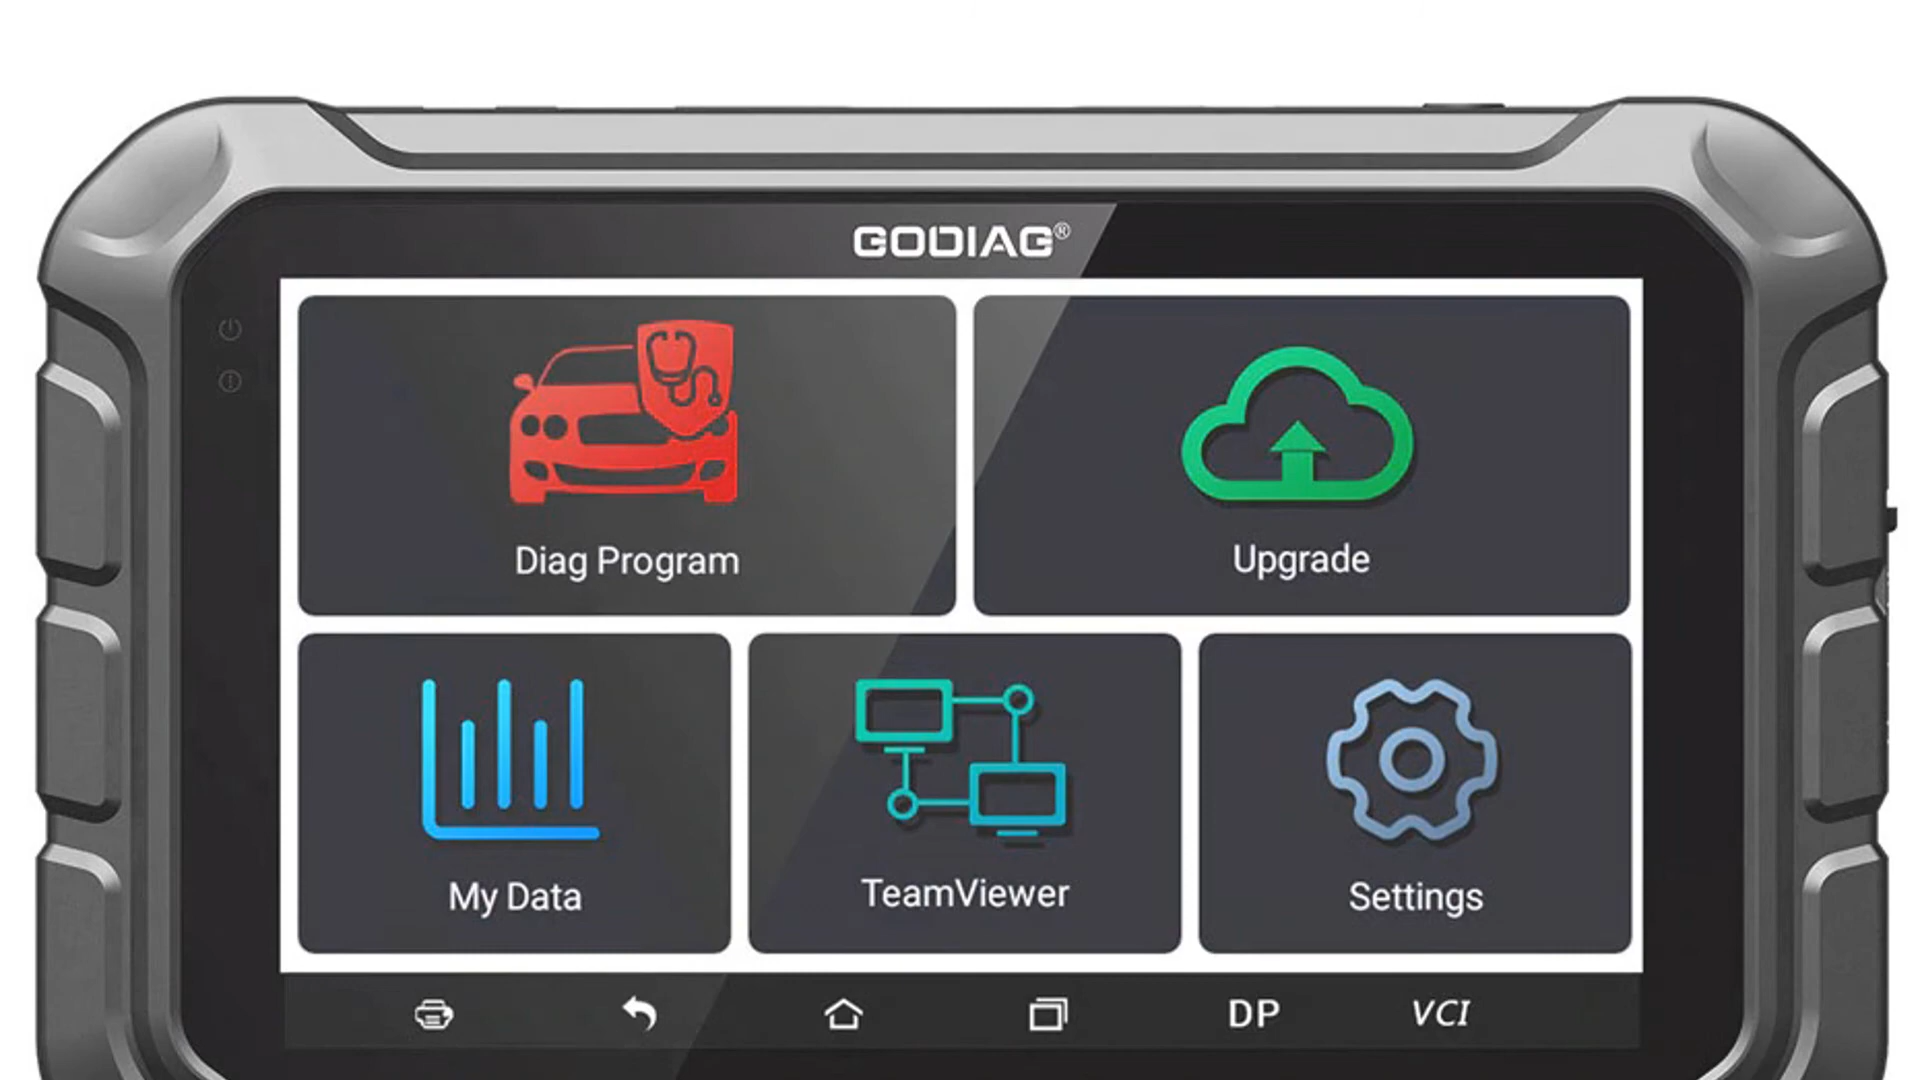 GODIAG®
Diag Program
Upgrade
My Data
TeamViewer
Settings
DP
VCI